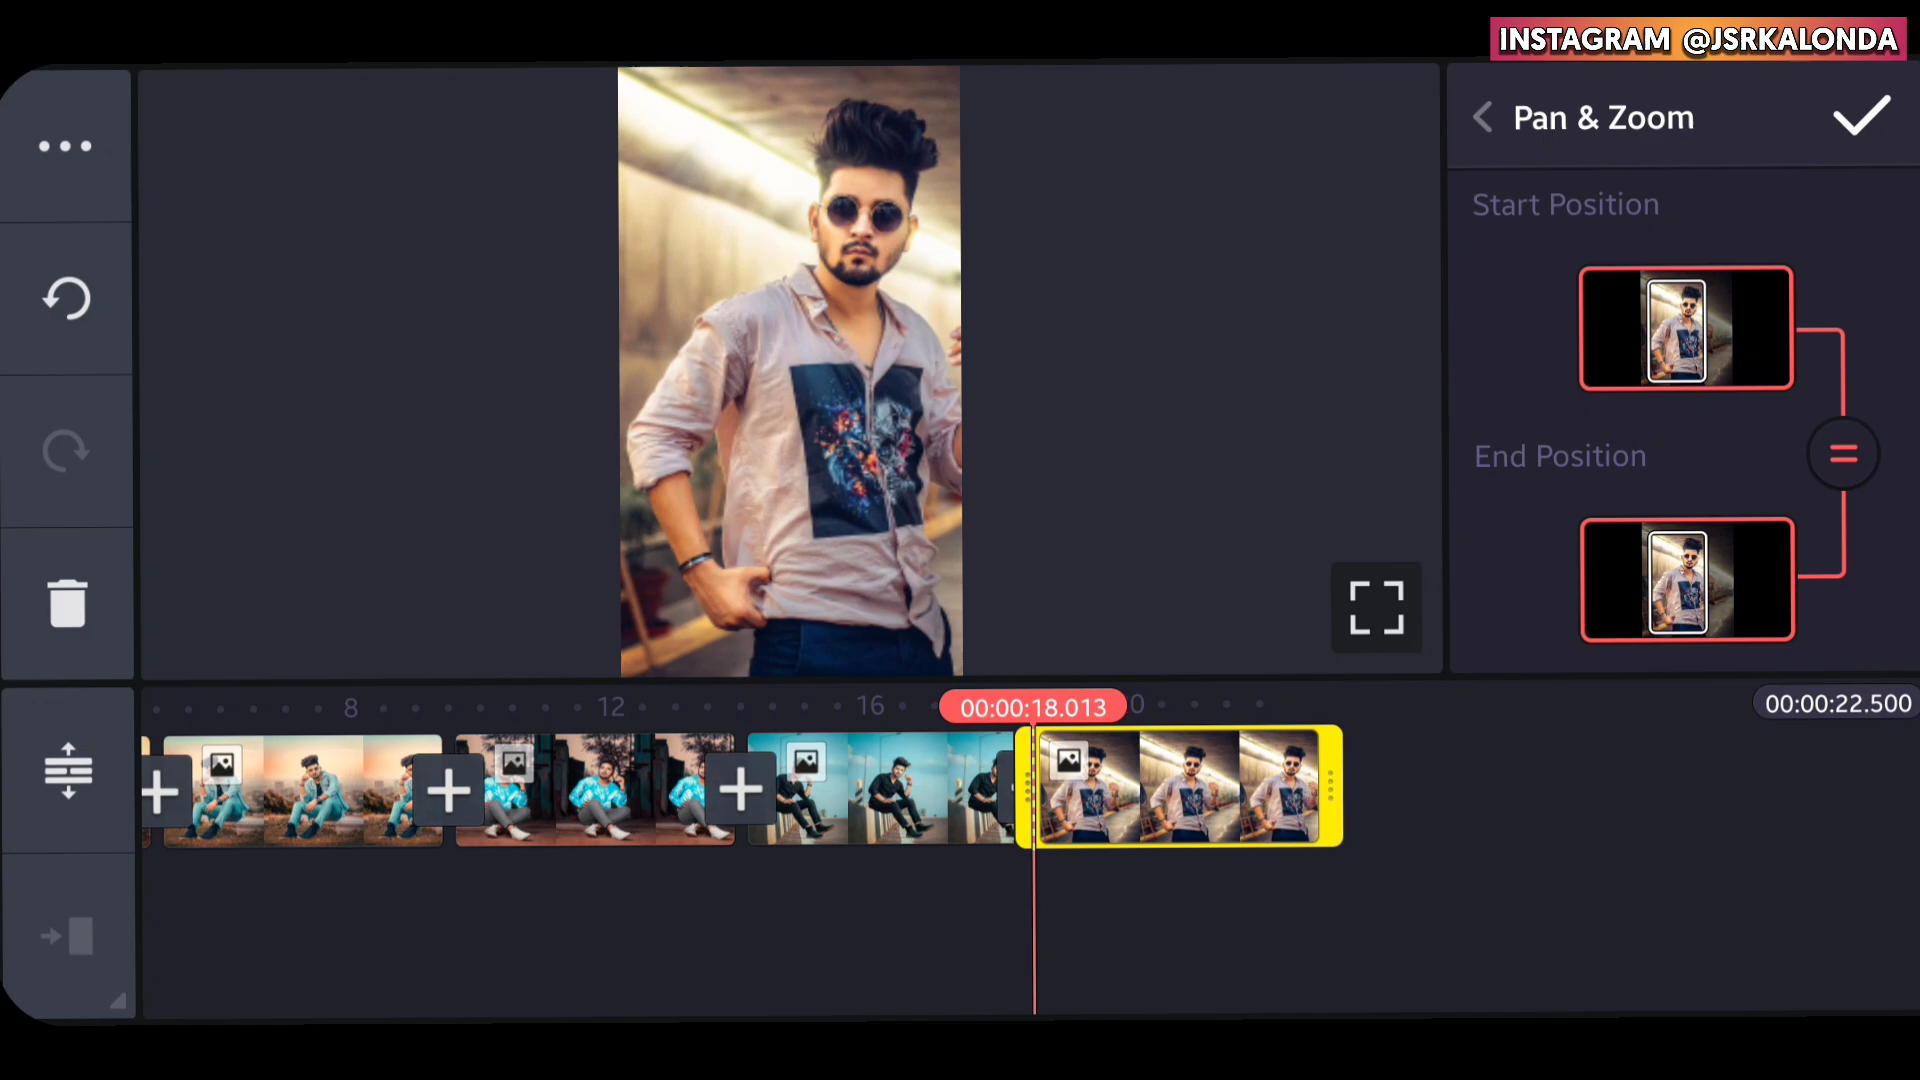 INSTAGRAM @JSRKALONDA
Pan & Zoom
Start Position
End Position
8
12
16
00:00:18.013
0
00:00:22.500